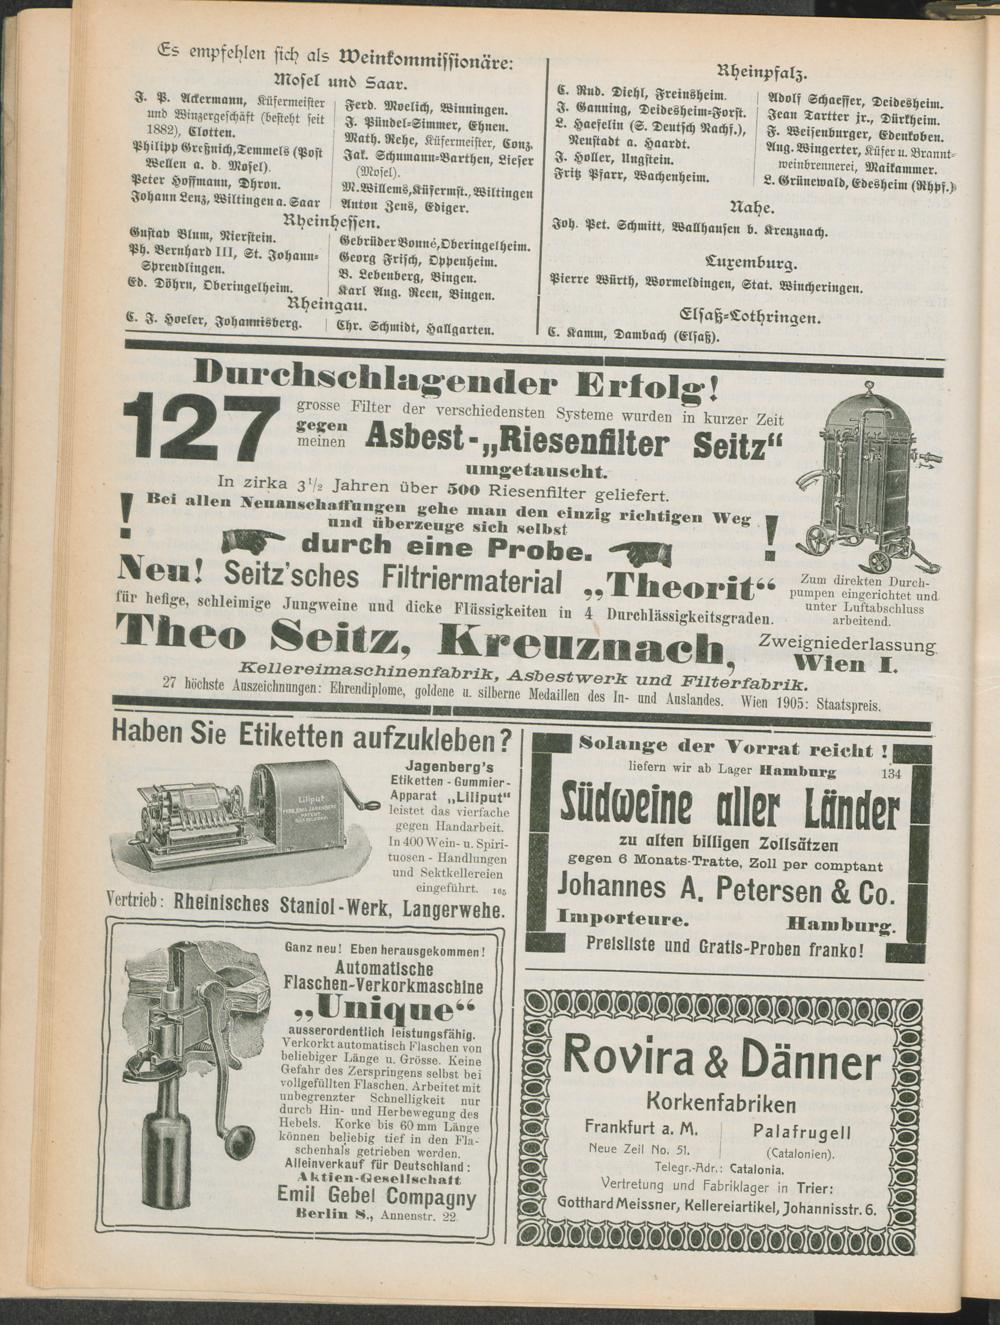 Es empfehlen sich als Weinkommissionäre:
Mosel und Saar.
J. P. Ackermann, Küfermeister
und Winzergeschäft (besteht seit
1882), Clotten.
Philipp Greßnich, Temmels (Post
Wellen a. d. Mosel).
Peter Hoffmann, Dhron.
Johann Lenz, Wiltingen a. Saar
Ferd. Moelich, Winningen.
J. Pündel-Simmer, Ehnen.
Math. Rehe, Küfermeister, Conz.
Jak. Schumann-Barthen, Lieser
(Mosel).
M. Willems, Küfermst., Wiltingen
Anton Zens, Ediger.
Rheinhessen.
Gustav Blum, Nierstein.
Ph. Bernhard III, St. Johann-
Sprendlingen.
Ed. Döhrn, Oberingelheim.
Gebrüder Bonné, Oberingelheim.
Georg Frisch, Oppenheim.
B. Lebenberg, Bingen.
Karl Aug. Reen, Bingen.
Rheingau.
C. J. Hoeler, Johannisberg.
Chr. Schmidt, Hallgarten.
Rheinpfalz.
C. Rud. Diehl, Freinsheim.
J. Ganning, Deidesheim-Forst.
L. Haefelin (S. Deutsch Nachf.),
Neustadt a. Haardt.
J. Holler, Ungstein.
Fritz Pfarr, Wachenheim.
Adolf Schaeffer, Deidesheim.
Jean Tartter jr., Dürkheim.
F. Weisenburger, Edenkoben.
Aug. Wingerter, Küfer u. Brannt-
weinbrennerei, Maikammer.
L. Grünewald, Edesheim (Rhpf.)
Nahe.
Joh. Pet. Schmitt, Wallhausen b. Kreuznach.
Luxemburg.
Pierre Würth, Wormeldingen, Stat. Wincheringen.
Elsaß-Lothringen.
C. Kamm, Dambach (Elsaß).
Durchschlagender Erfolg!
127 grosse Filter der verschiedensten Systeme wurden in kurzer Zeit
gegen meinen Asbest-„Riesenfilter Seitz“
umgetauscht.
In zirka 3½ Jahren über 500 Riesenfilter geliefert.
! Bei allen Neuanschaffungen gehe man den einzig richtigen Weg !
und überzeuge sich selbst
durch eine Probe.
Neu! Seitz'sches Filtriermaterial „Theorit“
für hefige, schleimige Jungweine und dicke Flüssigkeiten in 4 Durchlässigkeitsgraden.
Zum direkten Durch-
pumpen eingerichtet und
unter Luftabschluss
arbeitend.
Theo Seitz, Kreuznach,
Zweigniederlassung
Wien I.
Kellereimaschinenfabrik, Asbestwerk und Filterfabrik.
27 höchste Auszeichnungen: Ehrendiplome, goldene u. silberne Medaillen des In- und Auslandes. Wien 1905: Staatspreis.
Haben Sie Etiketten aufzukleben?
Liliput
Jagenberg's
Etiketten-Gummier-
Apparat „Liliput“
leistet das vierfache
gegen Handarbeit.
In 400 Wein- u. Spiri-
tuosen-Handlungen
und Sektkellereien
eingeführt. 105
Vertrieb: Rheinisches Staniol-Werk, Langerwehe.
Ganz neu! Eben herausgekommen!
Automatische
Flaschen-Verkorkmaschine
„Unique“
ausserordentlich leistungsfähig.
Verkorkt automatisch Flaschen von
beliebiger Länge u. Grösse. Keine
Gefahr des Zerspringens selbst bei
vollgefüllten Flaschen. Arbeitet mit
unbegrenzter Schnelligkeit nur
durch Hin- und Herbewegung des
Hebels. Korke bis 60 mm Länge
können beliebig tief in den Fla-
schenhals getrieben werden.
Alleinverkauf für Deutschland:
Aktien-Gesellschaft
Emil Gebel Compagny
Berlin S., Annenstr. 22.
Solange der Vorrat reicht!
liefern wir ab Lager Hamburg 134
Südweine aller Länder
zu alten billigen Zollsätzen
gegen 6 Monats-Tratte, Zoll per comptant
Johannes A. Petersen & Co.
Importeure. Hamburg.
Preisliste und Gratis-Proben franko!
Rovira & Dänner
Korkenfabriken
Frankfurt a. M.
Neue Zeil No. 51.
Palafrugell
(Catalonien).
Telegr.-Adr.: Catalonia.
Vertretung und Fabriklager in Trier:
Gotthard Meissner, Kellereiartikel, Johannisstr. 6.